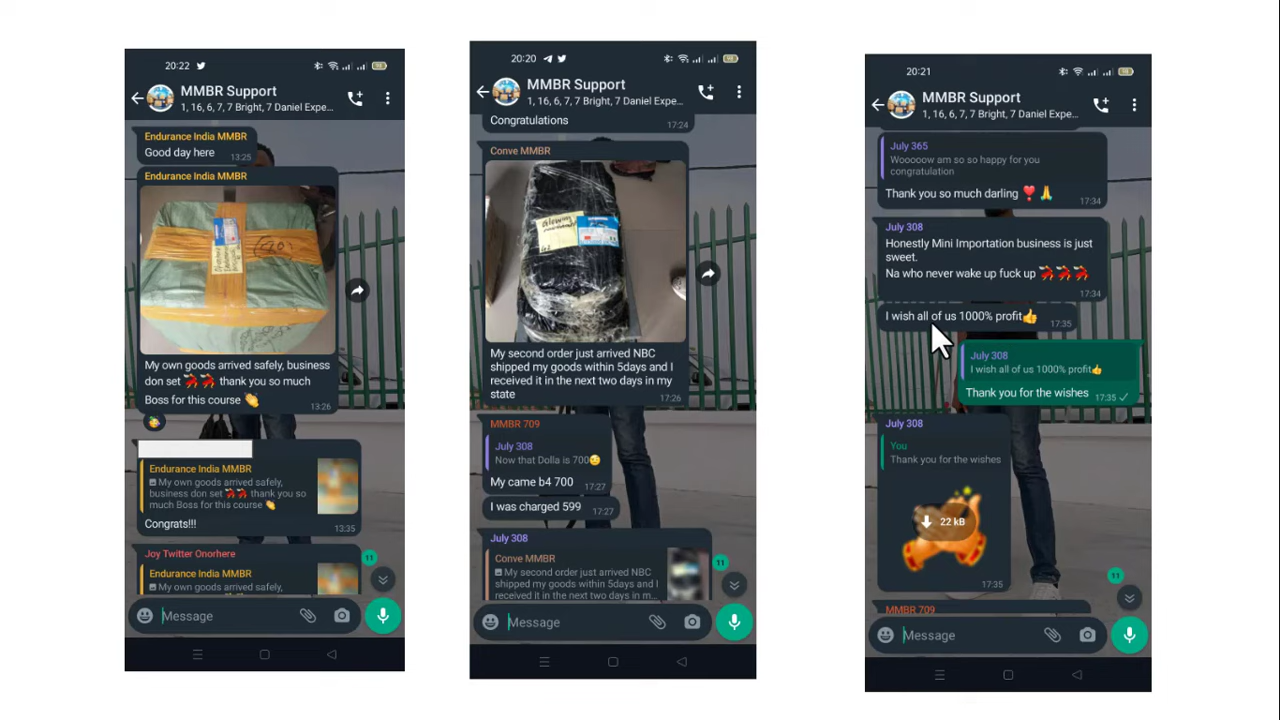 20:22
MMBR Support
1, 16, 6, 7, 7 Bright, 7 Daniel Expe...
Endurance India MMBR
Good day here
13:25
Endurance India MMBR
My own goods arrived safely, business
don set 💃💃 thank you so much
Boss for this course 👏
13:26
Endurance India MMBR
My own goods arrived safely,
business don set 💃💃 thank you so
much Boss for this course 👏
Congrats!!!
13:35
Joy Twitter Onorhere
Endurance India MMBR
My own goods arrived safely,
11
Message
20:20
MMBR Support
1, 16, 6, 7, 7 Bright, 7 Daniel Expe...
Congratulations
17:24
Conve MMBR
My second order just arrived NBC
shipped my goods within 5days and I
received it in the next two days in my
state
17:26
MMBR 709
July 308
Now that Dolla is 700😉
My came b4 700
17:27
I was charged 599
17:27
July 308
Conve MMBR
My second order just arrived NBC
shipped my goods within 5days and I
received it in the next two days in m...
11
Message
20:21
MMBR Support
1, 16, 6, 7, 7 Bright, 7 Daniel Expe...
July 365
Wooooow am so so happy for you
congratulation
Thank you so much darling ❣️🙏
17:34
July 308
Honestly Mini Importation business is just
sweet.
Na who never wake up fuck up 💃💃💃
17:34
I wish all of us 1000% profit👍
17:35
July 308
I wish all of us 1000% profit👍
Thank you for the wishes
17:35
July 308
You
Thank you for the wishes
22 kB
17:35
11
MMBR 709
Message